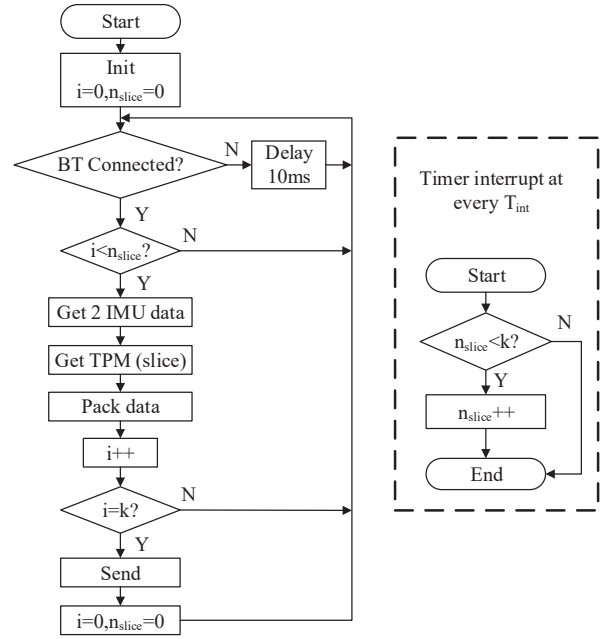 Start
Init
i=0,nslice=0
BT Connected?
N
Delay
10ms
Y
i<nslice?
N
Y
Get 2 IMU data
Get TPM (slice)
Pack data
i++
i=k?
N
Y
Send
i=0,nslice=0
Timer interrupt at
every Tint
Start
nslice<k?
N
Y
nslice++
End